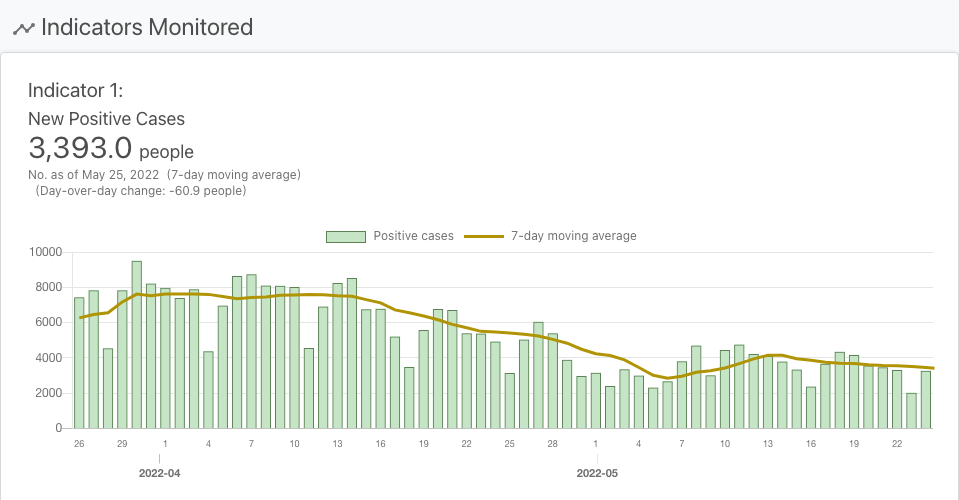 Indicators Monitored
Indicator 1:
New Positive Cases
3,393.0 people
No. as of May 25, 2022 (7-day moving average)
(Day-over-day change: -60.9 people)
Positive cases 7-day moving average
10000
8000
6000
4000
2000
0
26 29 1 4 7 10 13 16 19 22 25 28 1 4 7 10 13 16 19 22
2022-04 2022-05